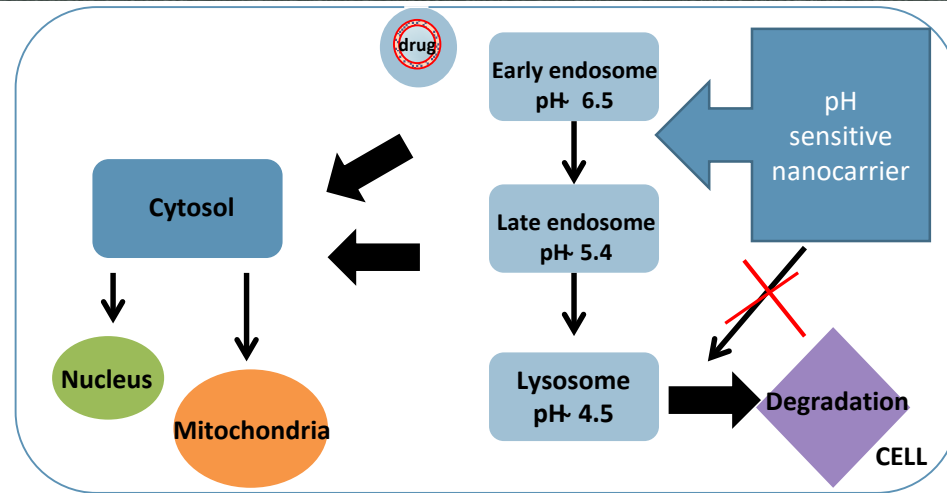 drug
Early endosome
pH- 6.5
pH
sensitive
nanocarrier
Cytosol
Late endosome
pH- 5.4
Nucleus
Mitochondria
Lysosome
pH- 4.5
Degradation
CELL